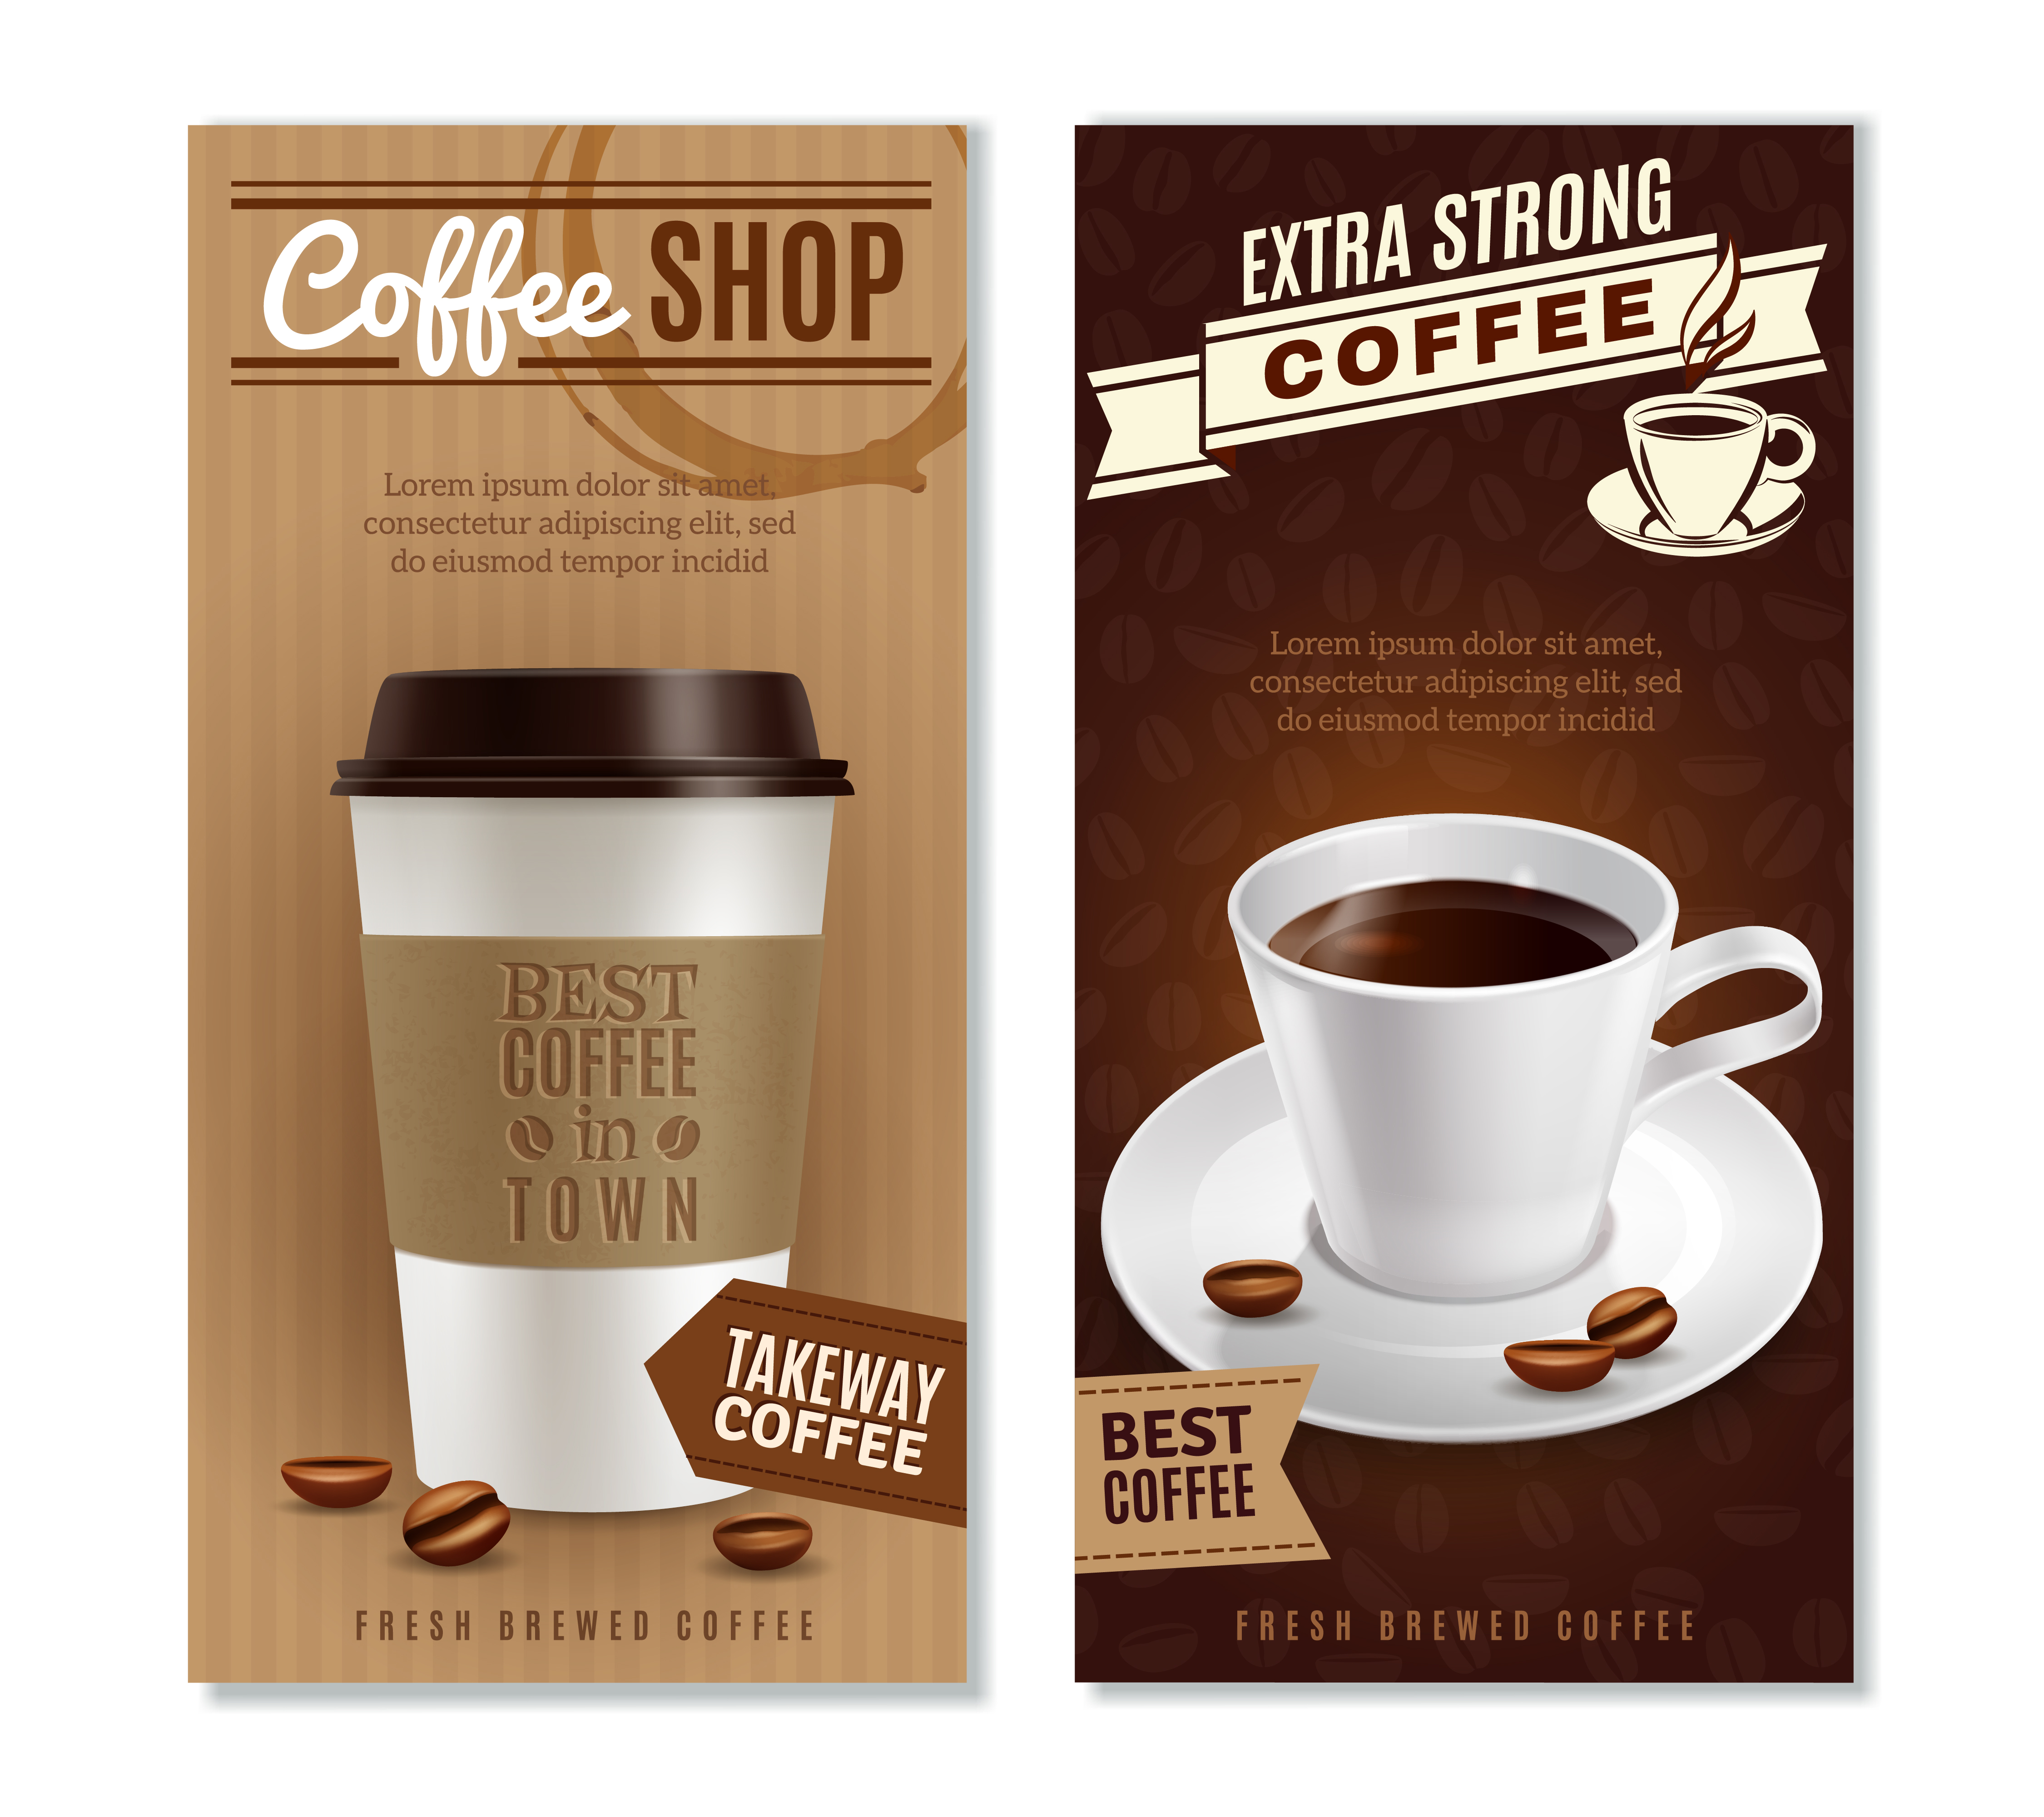 Coffee SHOP
Lorem ipsum dolor sit amet,
consectetur adipiscing elit, sed
do eiusmod tempor incidid
BEST
COFFEE
in
TOWN
TAKEWAY
COFFEE
FRESH BREWED COFFEE
EXTRA STRONG
COFFEE
Lorem ipsum dolor sit amet,
consectetur adipiscing elit, sed
do eiusmod tempor incidid
BEST
COFFEE
FRESH BREWED COFFEE